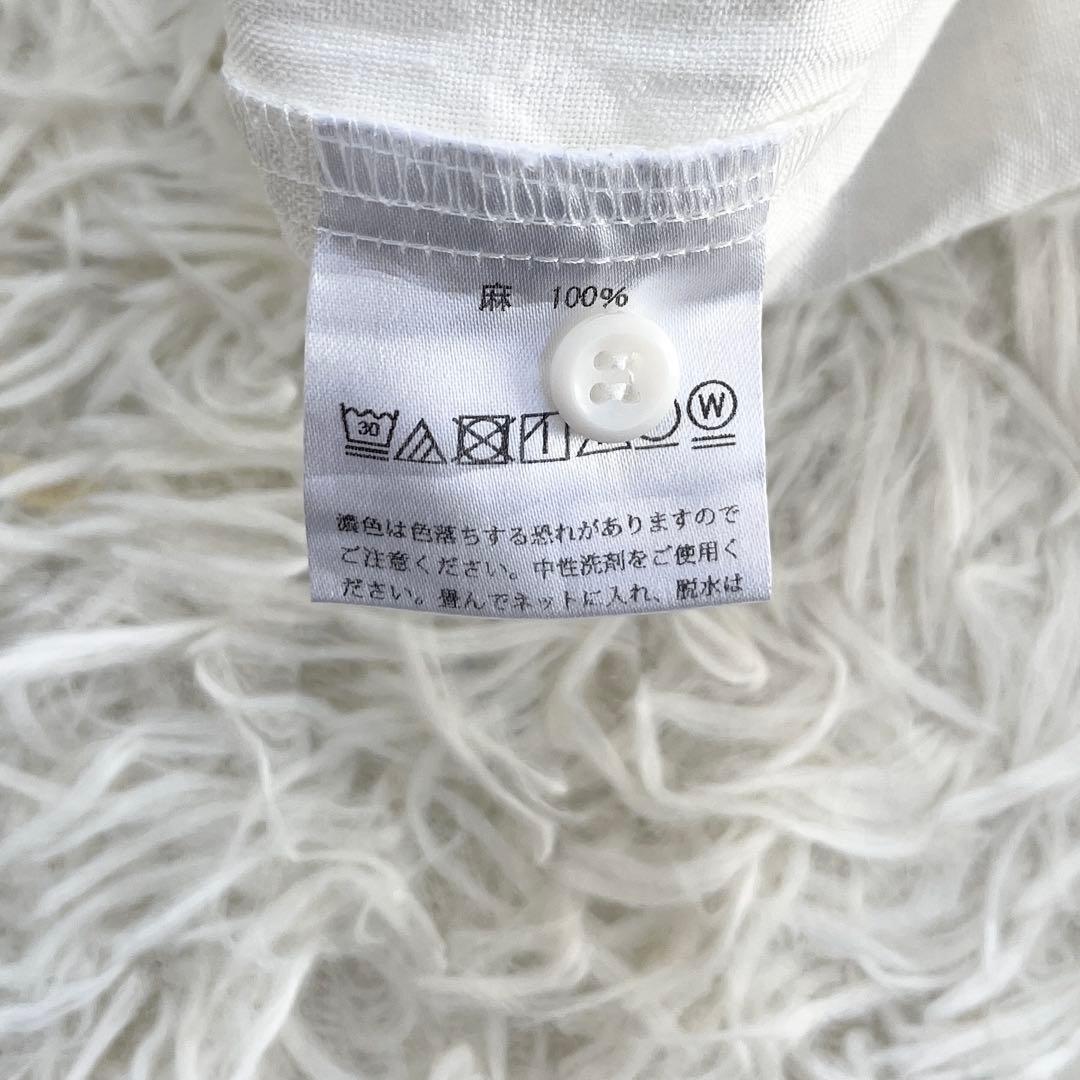 麻 100%
30 W
濃色は色落ちする恐れがありますので
ご注意ください。中性洗剤をご使用く
ださい。畳んでネットに入れ、脱水は